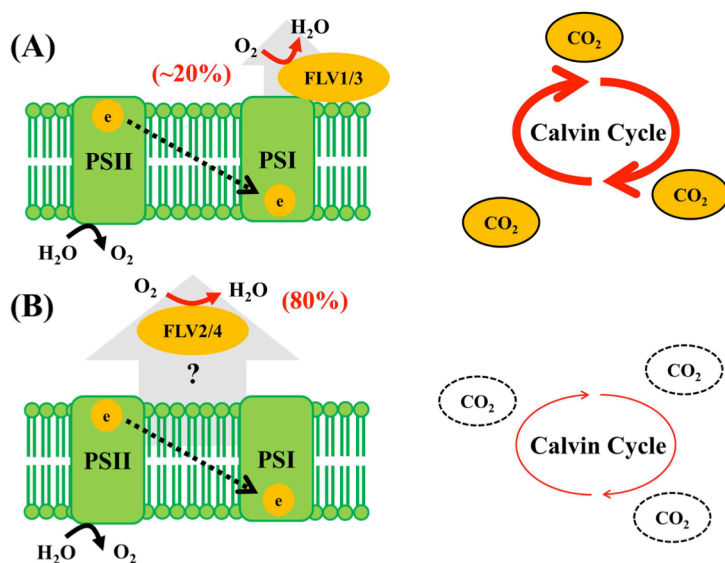 (A)
O₂
H₂O
(~20%)
FLV1/3
e
PSII
PSI
e
H₂O
O₂
CO₂
Calvin Cycle
CO₂
CO₂
(B)
O₂
H₂O
(80%)
FLV2/4
?
e
PSII
PSI
e
H₂O
O₂
CO₂
CO₂
Calvin Cycle
CO₂